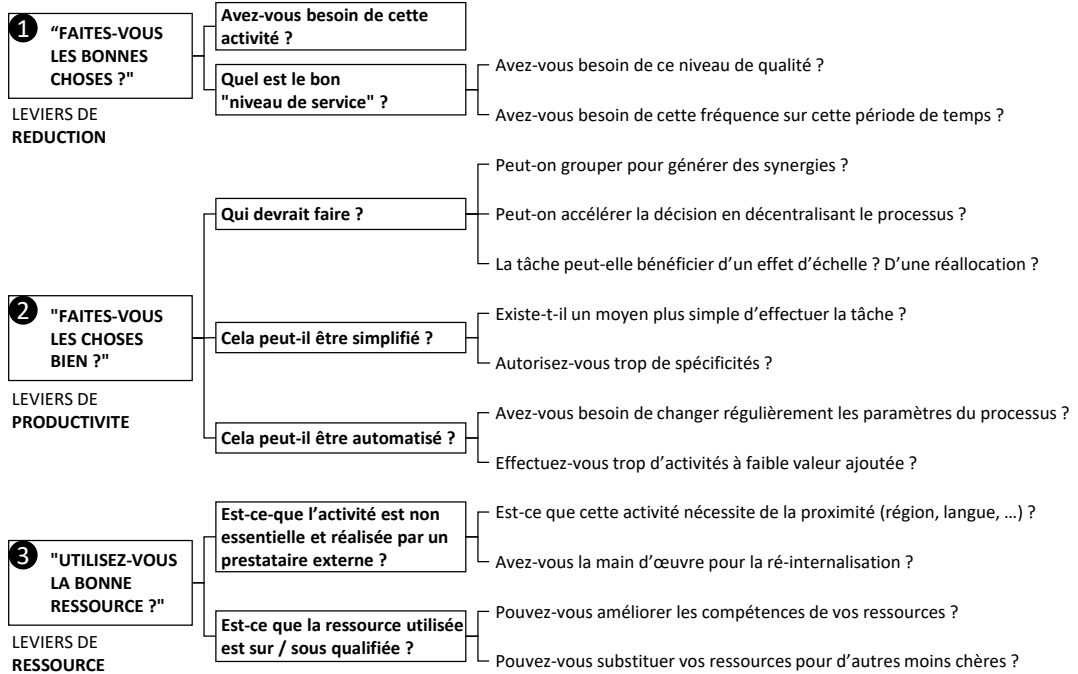 1 “FAITES-VOUS
LES BONNES
CHOSES ?"
LEVIERS DE
REDUCTION
Avez-vous besoin de cette
activité ?
Quel est le bon
"niveau de service" ?
Avez-vous besoin de ce niveau de qualité ?
Avez-vous besoin de cette fréquence sur cette période de temps ?
2 "FAITES-VOUS
LES CHOSES
BIEN ?"
LEVIERS DE
PRODUCTIVITE
Qui devrait faire ?
Peut-on grouper pour générer des synergies ?
Peut-on accélérer la décision en décentralisant le processus ?
La tâche peut-elle bénéficier d’un effet d’échelle ? D’une réallocation ?
Cela peut-il être simplifié ?
Existe-t-il un moyen plus simple d’effectuer la tâche ?
Autorisez-vous trop de spécificités ?
Cela peut-il être automatisé ?
Avez-vous besoin de changer régulièrement les paramètres du processus ?
Effectuez-vous trop d’activités à faible valeur ajoutée ?
3 "UTILISEZ-VOUS
LA BONNE
RESSOURCE ?"
LEVIERS DE
RESSOURCE
Est-ce-que l’activité est non
essentielle et réalisée par un
prestataire externe ?
Est-ce que cette activité nécessite de la proximité (région, langue, …) ?
Avez-vous la main d’œuvre pour la ré-internalisation ?
Est-ce que la ressource utilisée
est sur / sous qualifiée ?
Pouvez-vous améliorer les compétences de vos ressources ?
Pouvez-vous substituer vos ressources pour d’autres moins chères ?